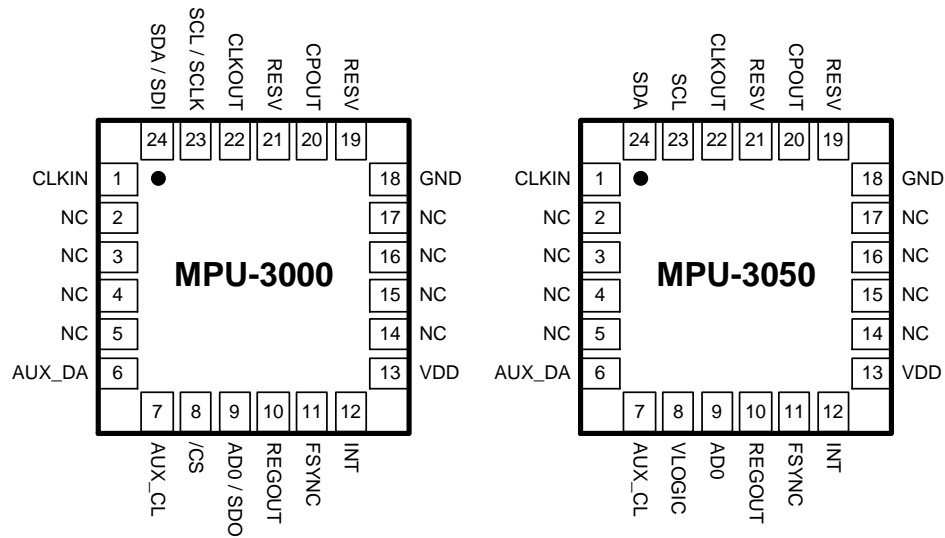 SDA / SDI
SCL / SCLK
CLKOUT
RESV
CPOUT
RESV
24
23
22
21
20
19
CLKIN
1
18
GND
NC
2
17
NC
NC
3
16
NC
MPU-3000
NC
4
15
NC
NC
5
14
NC
AUX_DA
6
13
VDD
7
8
9
10
11
12
AUX_CL
/CS
AD0 / SDO
REGOUT
FSYNC
INT
SDA
SCL
CLKOUT
RESV
CPOUT
RESV
24
23
22
21
20
19
CLKIN
1
18
GND
NC
2
17
NC
NC
3
16
NC
MPU-3050
NC
4
15
NC
NC
5
14
NC
AUX_DA
6
13
VDD
7
8
9
10
11
12
AUX_CL
VLOGIC
AD0
REGOUT
FSYNC
INT